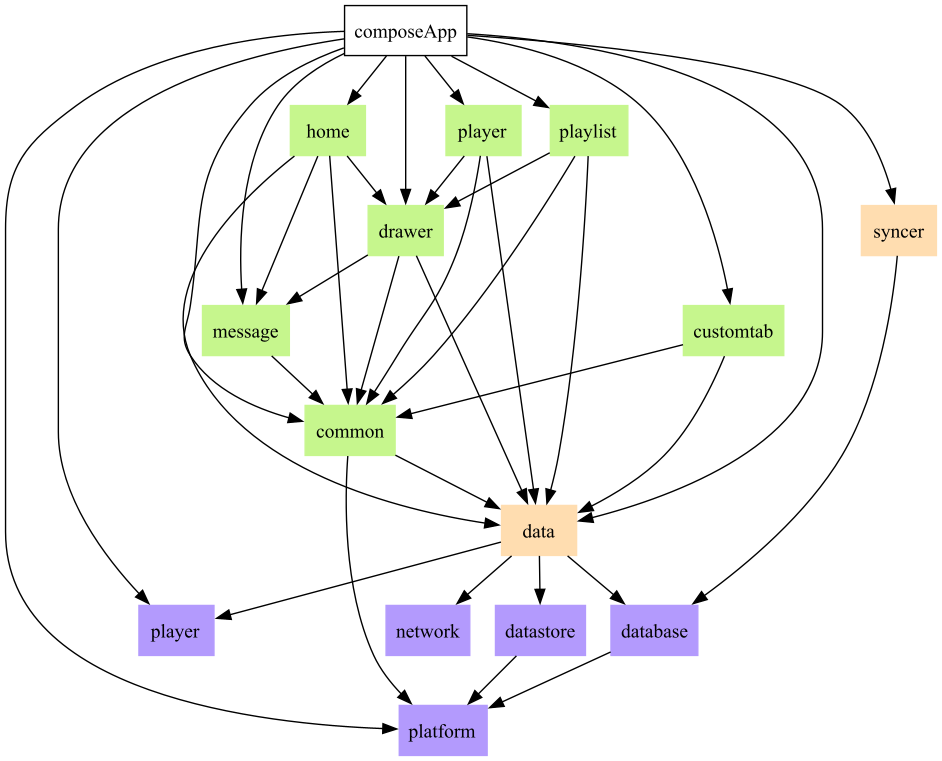 composeApp
home
player
playlist
drawer
syncer
message
customtab
common
data
player
network
datastore
database
platform